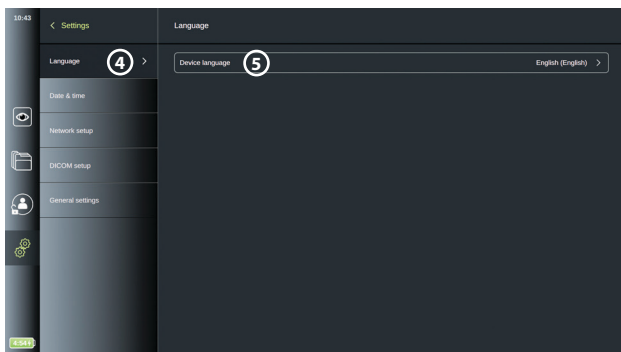 10:43
Settings
Language
Language
4
Device language
5
English (English)
Date & time
Network setup
DICOM setup
General settings
4:54+